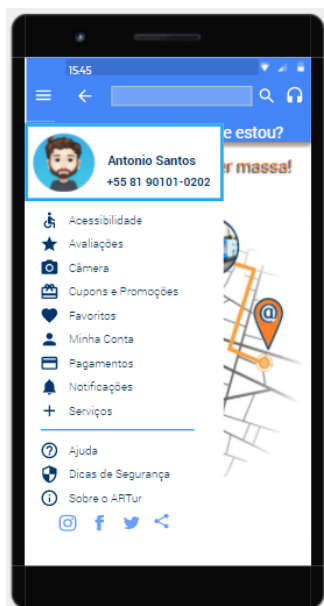 15:45
e estou?
Antonio Santos
+55 81 90101-0202
r massa!
Acessibilidade
Avaliações
Câmera
Cupons e Promoções
Favoritos
Minha Conta
Pagamentos
Notificações
Serviços
Ajuda
Dicas de Segurança
Sobre o ARTur